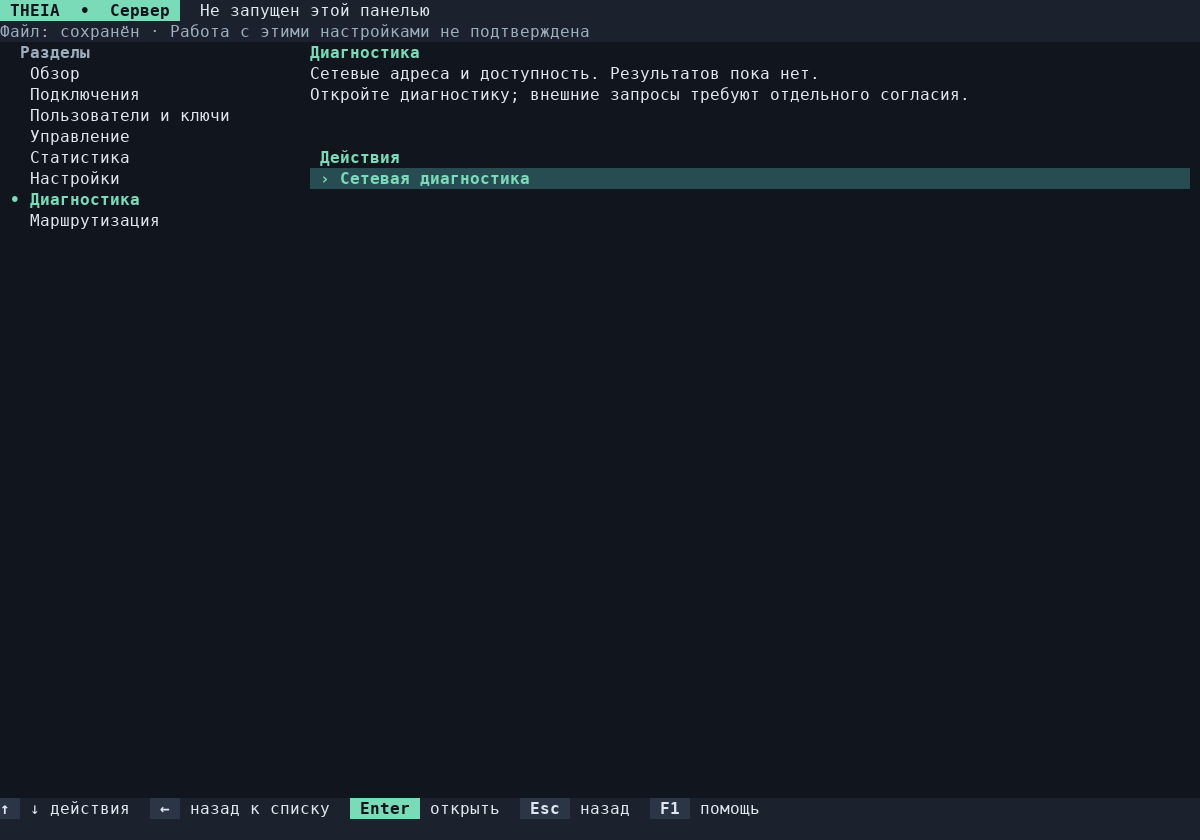 THEIA • Сервер Не запущен этой панелью
Файл: сохранён · Работа с этими настройками не подтверждена
Разделы
Обзор
Подключения
Пользователи и ключи
Управление
Статистика
Настройки
• Диагностика
Маршрутизация
Диагностика
Сетевые адреса и доступность. Результатов пока нет.
Откройте диагностику; внешние запросы требуют отдельного согласия.
Действия
› Сетевая диагностика
↑ ↓ действия ← назад к списку Enter открыть Esc назад F1 помощь